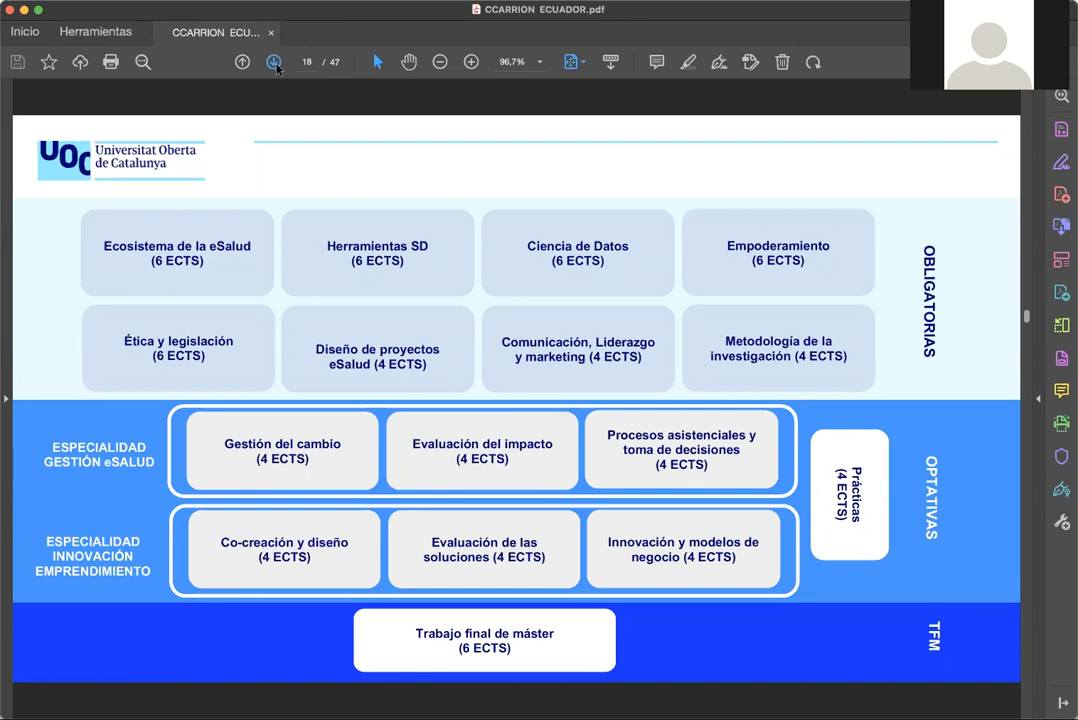 CCARRION ECUADOR.pdf
Inicio
Herramientas
CCARRION ECU... ×
18 / 47
96,7%
UOC
Universitat Oberta
de Catalunya
Ecosistema de la eSalud
(6 ECTS)
Herramientas SD
(6 ECTS)
Ciencia de Datos
(6 ECTS)
Empoderamiento
(6 ECTS)
Ética y legislación
(6 ECTS)
Diseño de proyectos
eSalud (4 ECTS)
Comunicación, Liderazgo
y marketing (4 ECTS)
Metodología de la
investigación (4 ECTS)
OBLIGATORIAS
ESPECIALIDAD
GESTIÓN eSALUD
Gestión del cambio
(4 ECTS)
Evaluación del impacto
(4 ECTS)
Procesos asistenciales y
toma de decisiones
(4 ECTS)
ESPECIALIDAD
INNOVACIÓN
EMPRENDIMIENTO
Co-creación y diseño
(4 ECTS)
Evaluación de las
soluciones (4 ECTS)
Innovación y modelos de
negocio (4 ECTS)
Prácticas
(4 ECTS)
OPTATIVAS
Trabajo final de máster
(6 ECTS)
TFM